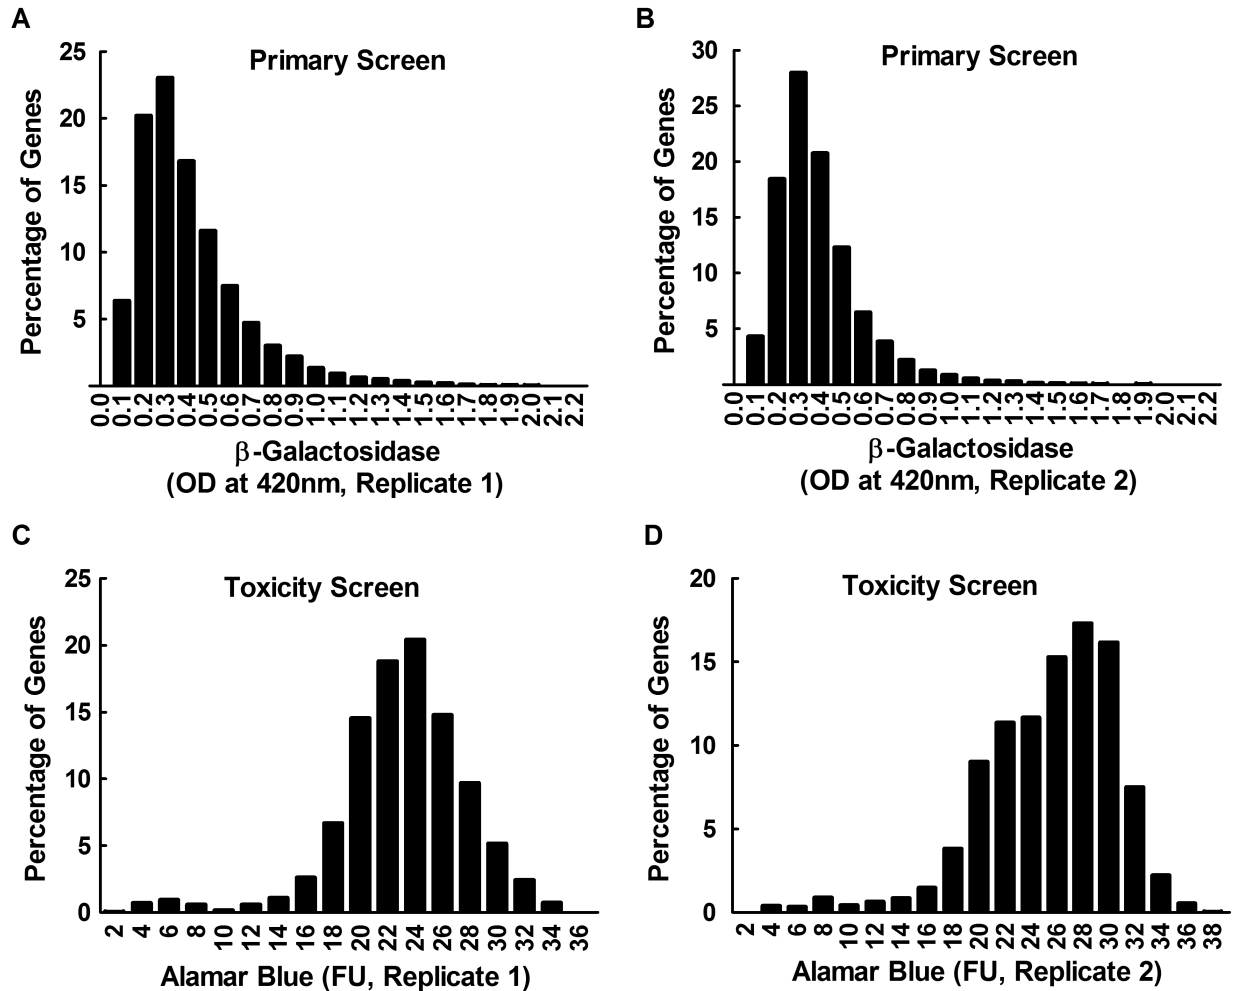 A
Primary Screen
Percentage of Genes
25
20
15
10
5
0.0 0.1 0.2 0.3 0.4 0.5 0.6 0.7 0.8 0.9 1.0 1.1 1.2 1.3 1.4 1.5 1.6 1.7 1.8 1.9 2.0 2.1 2.2
β-Galactosidase
(OD at 420nm, Replicate 1)
B
Primary Screen
Percentage of Genes
30
25
20
15
10
5
0.0 0.1 0.2 0.3 0.4 0.5 0.6 0.7 0.8 0.9 1.0 1.1 1.2 1.3 1.4 1.5 1.6 1.7 1.8 1.9 2.0 2.1 2.2
β-Galactosidase
(OD at 420nm, Replicate 2)
C
Toxicity Screen
Percentage of Genes
25
20
15
10
5
0
2 4 6 8 10 12 14 16 18 20 22 24 26 28 30 32 34 36
Alamar Blue (FU, Replicate 1)
D
Toxicity Screen
Percentage of Genes
20
15
10
5
0
2 4 6 8 10 12 14 16 18 20 22 24 26 28 30 32 34 36 38
Alamar Blue (FU, Replicate 2)